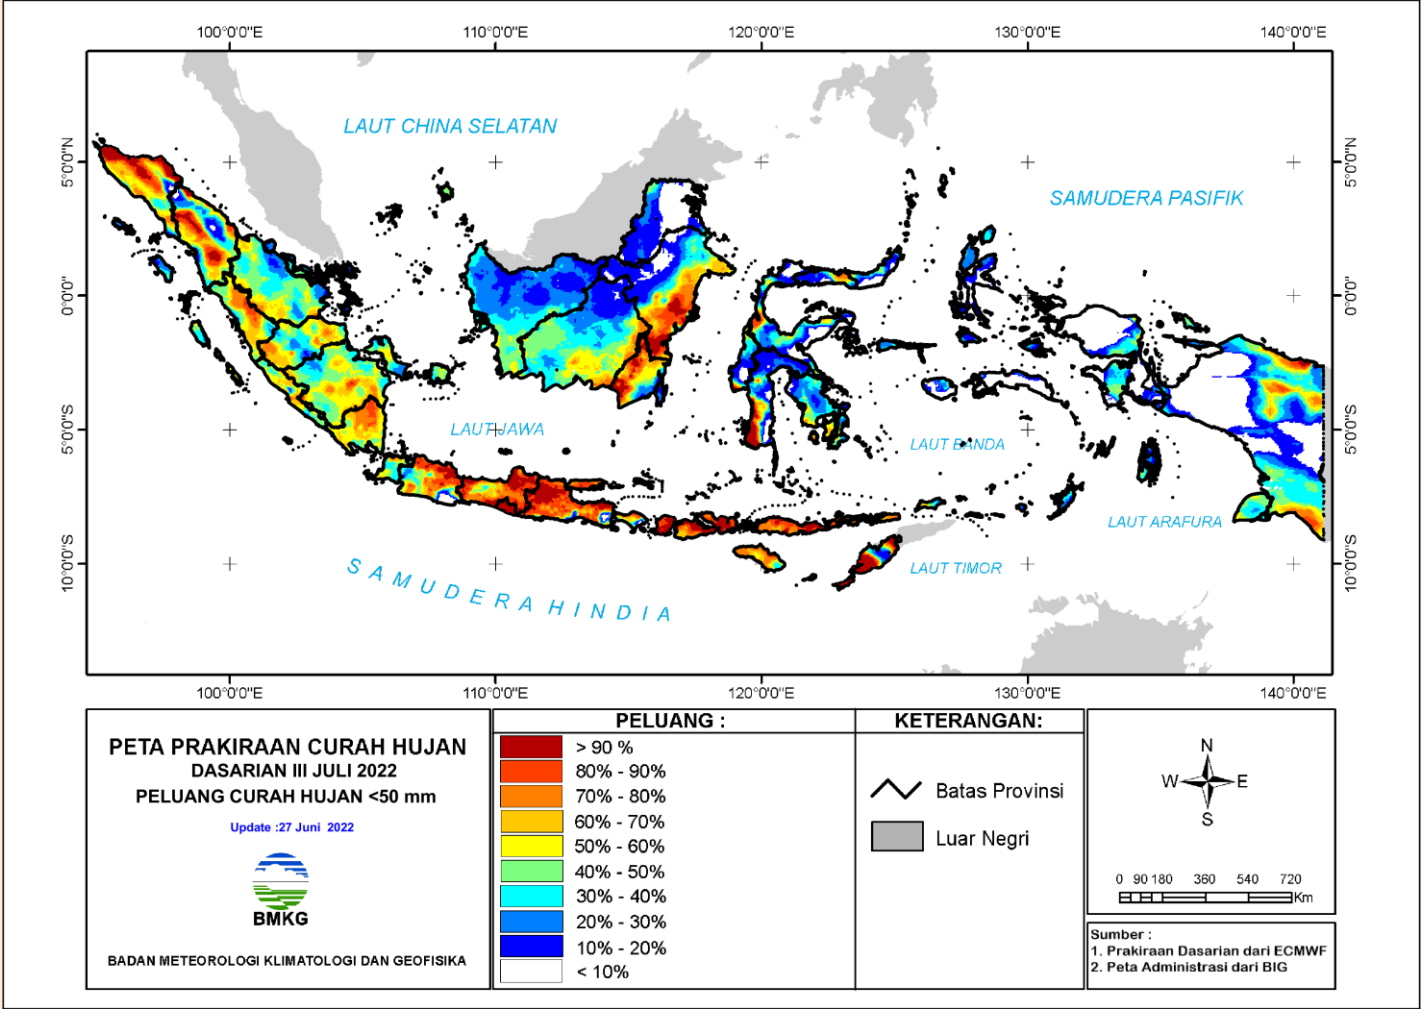 100°0'0"E 110°0'0"E 120°0'0"E 130°0'0"E 140°0'0"E
LAUT CHINA SELATAN
SAMUDERA PASIFIK
5°0'0"N
5°0'0"N
0°0'0"
0°0'0"
LAUT JAWA
LAUT BANDA
5°0'0"S
5°0'0"S
LAUT ARAFURA
LAUT TIMOR
SAMUDERA HINDIA
10°0'0"S
10°0'0"S
100°0'0"E 110°0'0"E 120°0'0"E 130°0'0"E 140°0'0"E
PETA PRAKIRAAN CURAH HUJAN
DASARIAN III JULI 2022
PELUANG CURAH HUJAN <50 mm
Update :27 Juni 2022
BMKG
BADAN METEOROLOGI KLIMATOLOGI DAN GEOFISIKA
PELUANG :
> 90 %
80% - 90%
70% - 80%
60% - 70%
50% - 60%
40% - 50%
30% - 40%
20% - 30%
10% - 20%
< 10%
KETERANGAN:
Batas Provinsi
Luar Negri
N
W E
S
0 90 180 360 540 720
Km
Sumber :
1. Prakiraan Dasarian dari ECMWF
2. Peta Administrasi dari BIG